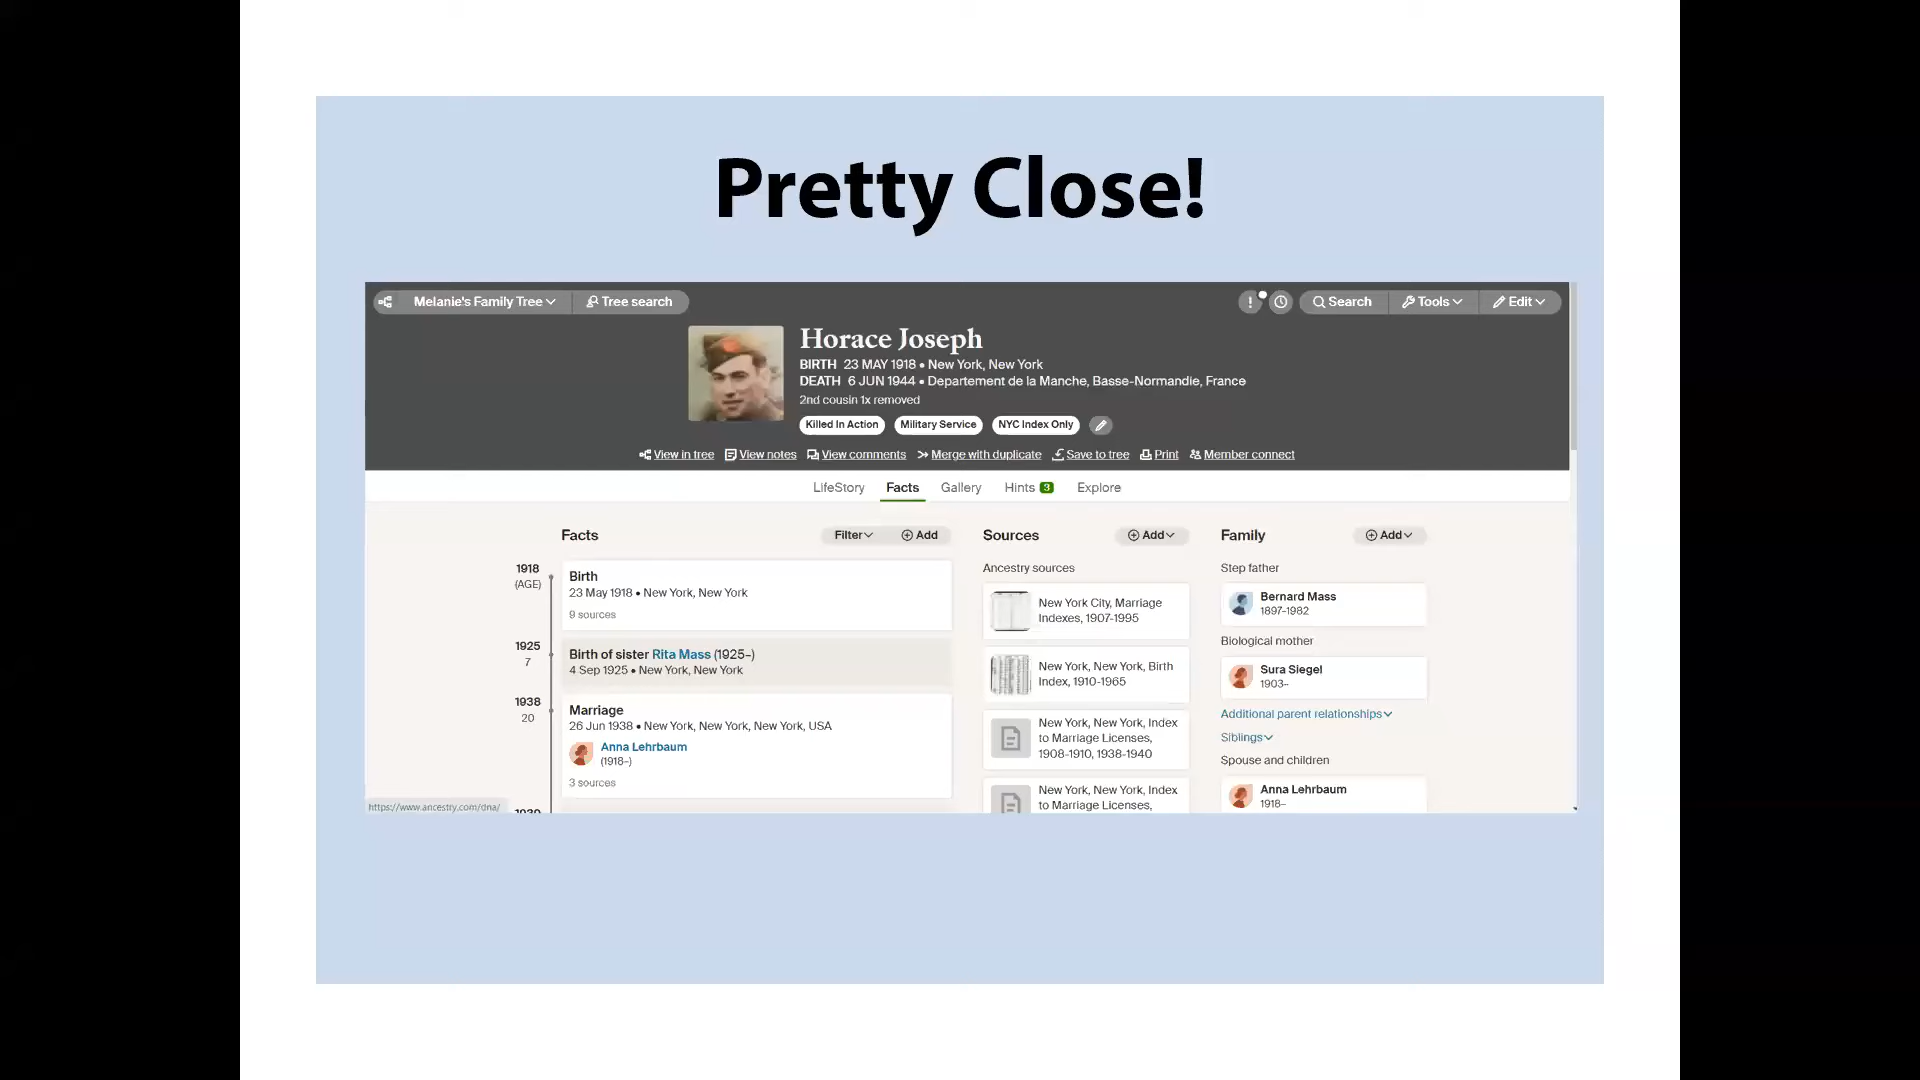 Pretty Close!
Melanie's Family Tree
Tree search
Search
Tools
Edit
Horace Joseph
BIRTH 23 MAY 1918 • New York, New York
DEATH 6 JUN 1944 • Departement de la Manche, Basse-Normandie, France
2nd cousin 1x removed
Killed In Action
Military Service
NYC Index Only
View in tree
View notes
View comments
Merge with duplicate
Save to tree
Print
Member connect
LifeStory
Facts
Gallery
Hints 3
Explore
Facts
Filter
Add
1918
(AGE)
Birth
23 May 1918 • New York, New York
9 sources
1925
7
Birth of sister Rita Mass (1925–)
4 Sep 1925 • New York, New York
1938
20
Marriage
26 Jun 1938 • New York, New York, New York, USA
Anna Lehrbaum
(1918–)
3 sources
https://www.ancestry.com/dna/
Sources
Add
Ancestry sources
New York City, Marriage
Indexes, 1907-1995
New York, New York, Birth
Index, 1910-1965
New York, New York, Index
to Marriage Licenses,
1908-1910, 1938-1940
New York, New York, Index
to Marriage Licenses,
Family
Add
Step father
Bernard Mass
1897-1982
Biological mother
Sura Siegel
1903–
Additional parent relationships
Siblings
Spouse and children
Anna Lehrbaum
1918–